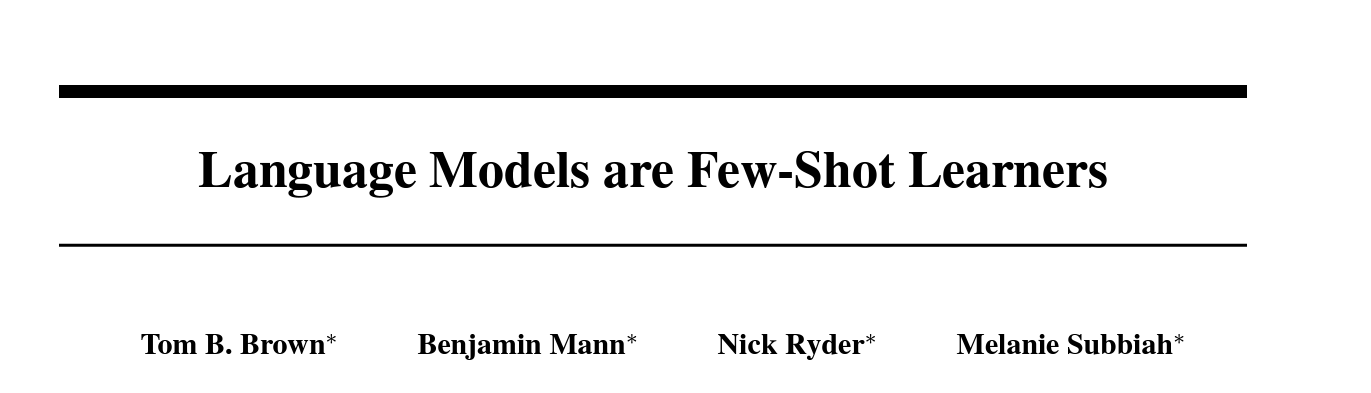 Language Models are Few-Shot Learners
Tom B. Brown* Benjamin Mann* Nick Ryder* Melanie Subbiah*